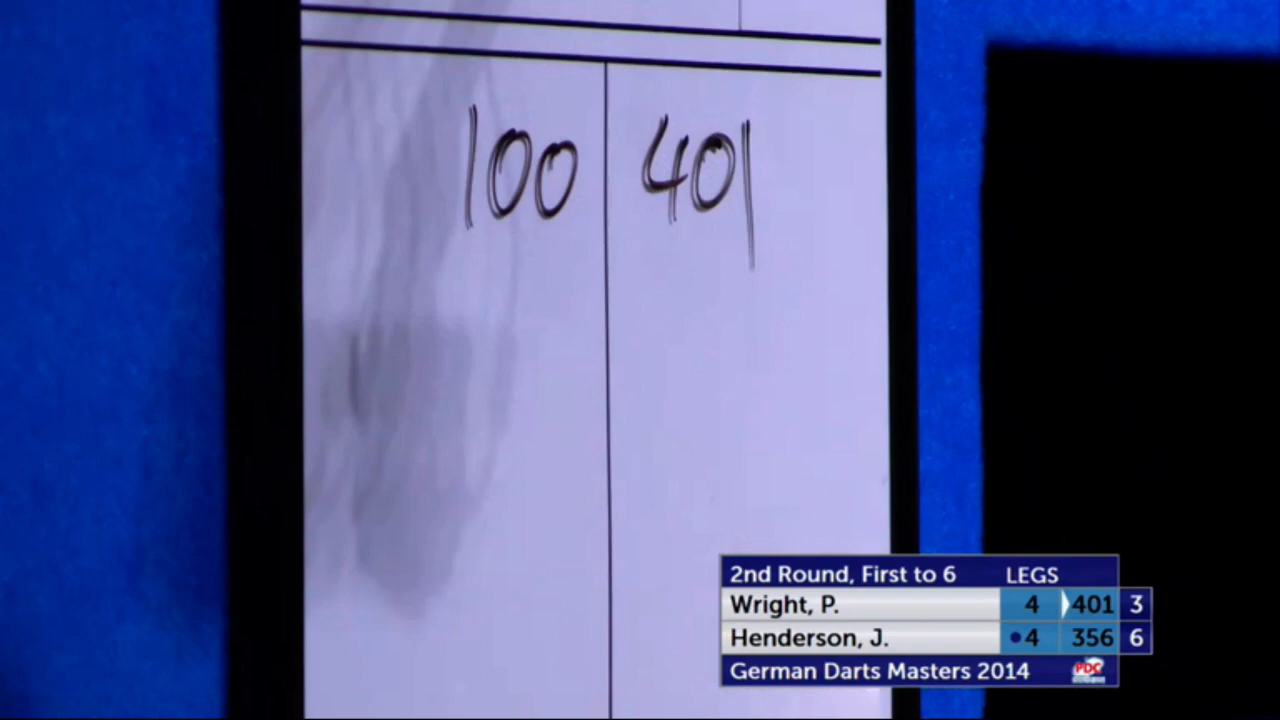 100 401
2nd Round, First to 6 LEGS
Wright, P. 4 401 3
Henderson, J. 4 356 6
German Darts Masters 2014
PDC